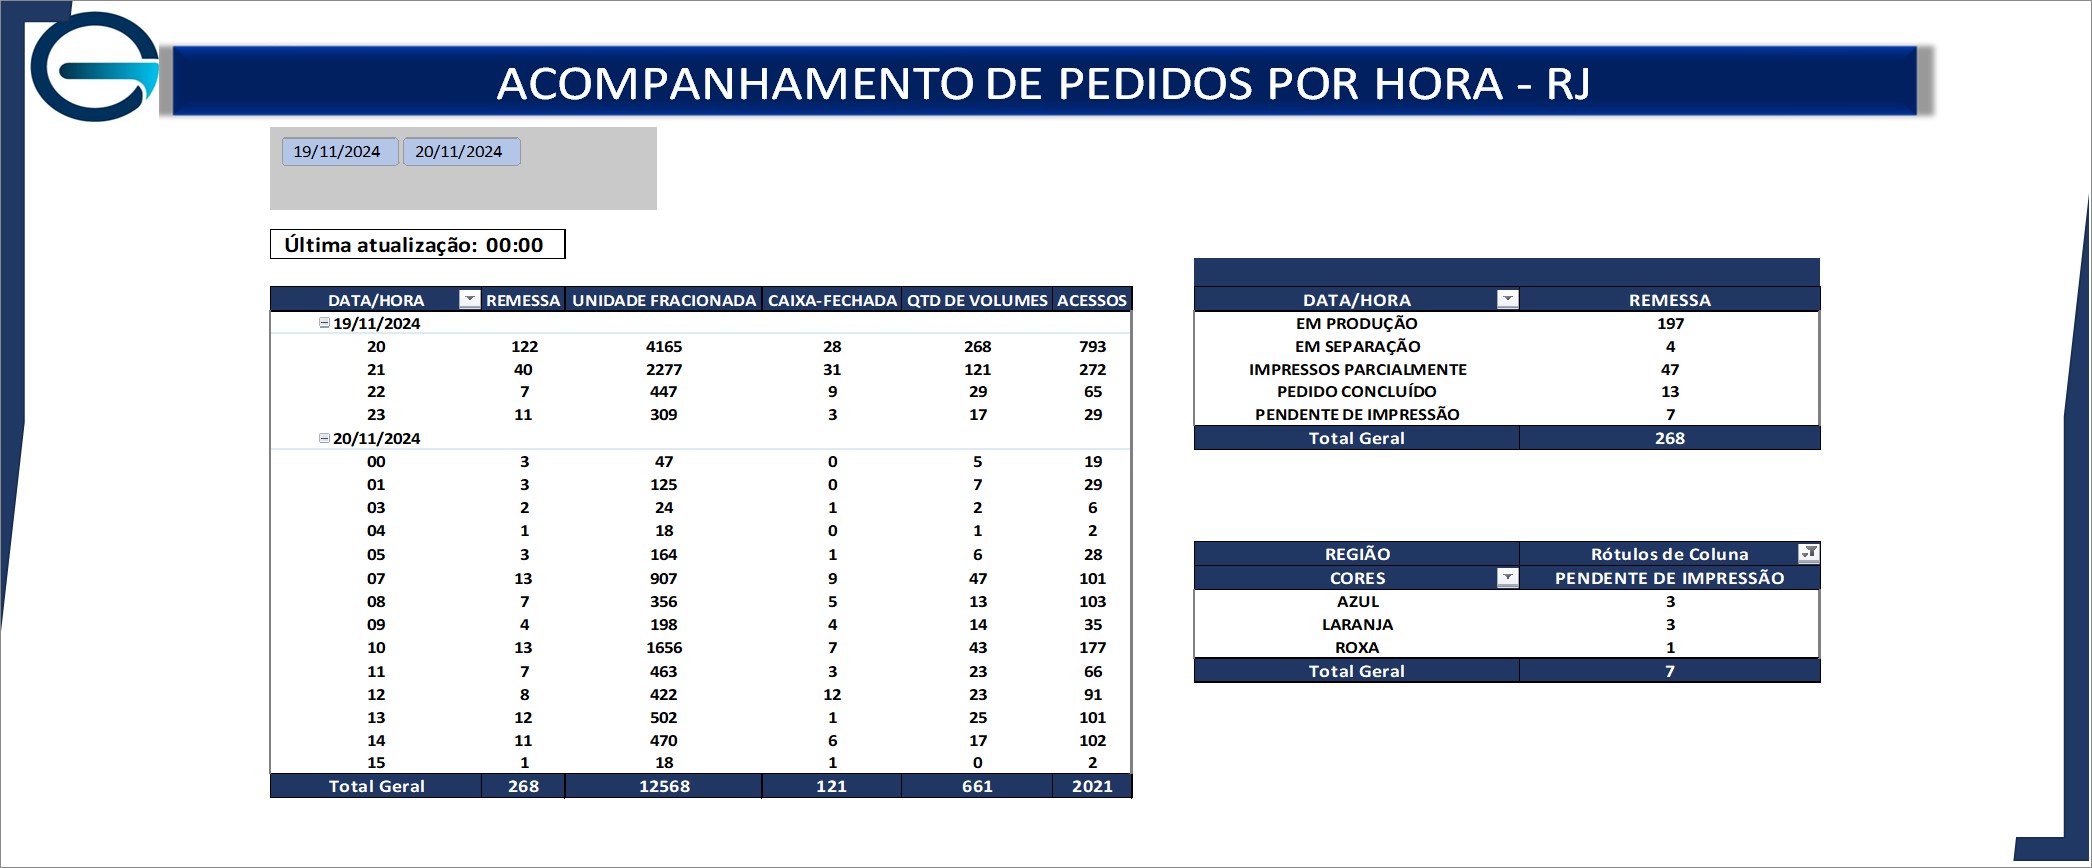 ACOMPANHAMENTO DE PEDIDOS POR HORA - RJ
19/11/2024 20/11/2024
Última atualização: 00:00
DATA/HORA REMESSA UNIDADE FRACIONADA CAIXA-FECHADA QTD DE VOLUMES ACESSOS
19/11/2024
20 122 4165 28 268 793
21 40 2277 31 121 272
22 7 447 9 29 65
23 11 309 3 17 29
20/11/2024
00 3 47 0 5 19
01 3 125 0 7 29
03 2 24 1 2 6
04 1 18 0 1 2
05 3 164 1 6 28
07 13 907 9 47 101
08 7 356 5 13 103
09 4 198 4 14 35
10 13 1656 7 43 177
11 7 463 3 23 66
12 8 422 12 23 91
13 12 502 1 25 101
14 11 470 6 17 102
15 1 18 1 0 2
Total Geral 268 12568 121 661 2021
DATA/HORA REMESSA
EM PRODUÇÃO 197
EM SEPARAÇÃO 4
IMPRESSOS PARCIALMENTE 47
PEDIDO CONCLUÍDO 13
PENDENTE DE IMPRESSÃO 7
Total Geral 268
REGIÃO Rótulos de Coluna
CORES PENDENTE DE IMPRESSÃO
AZUL 3
LARANJA 3
ROXA 1
Total Geral 7